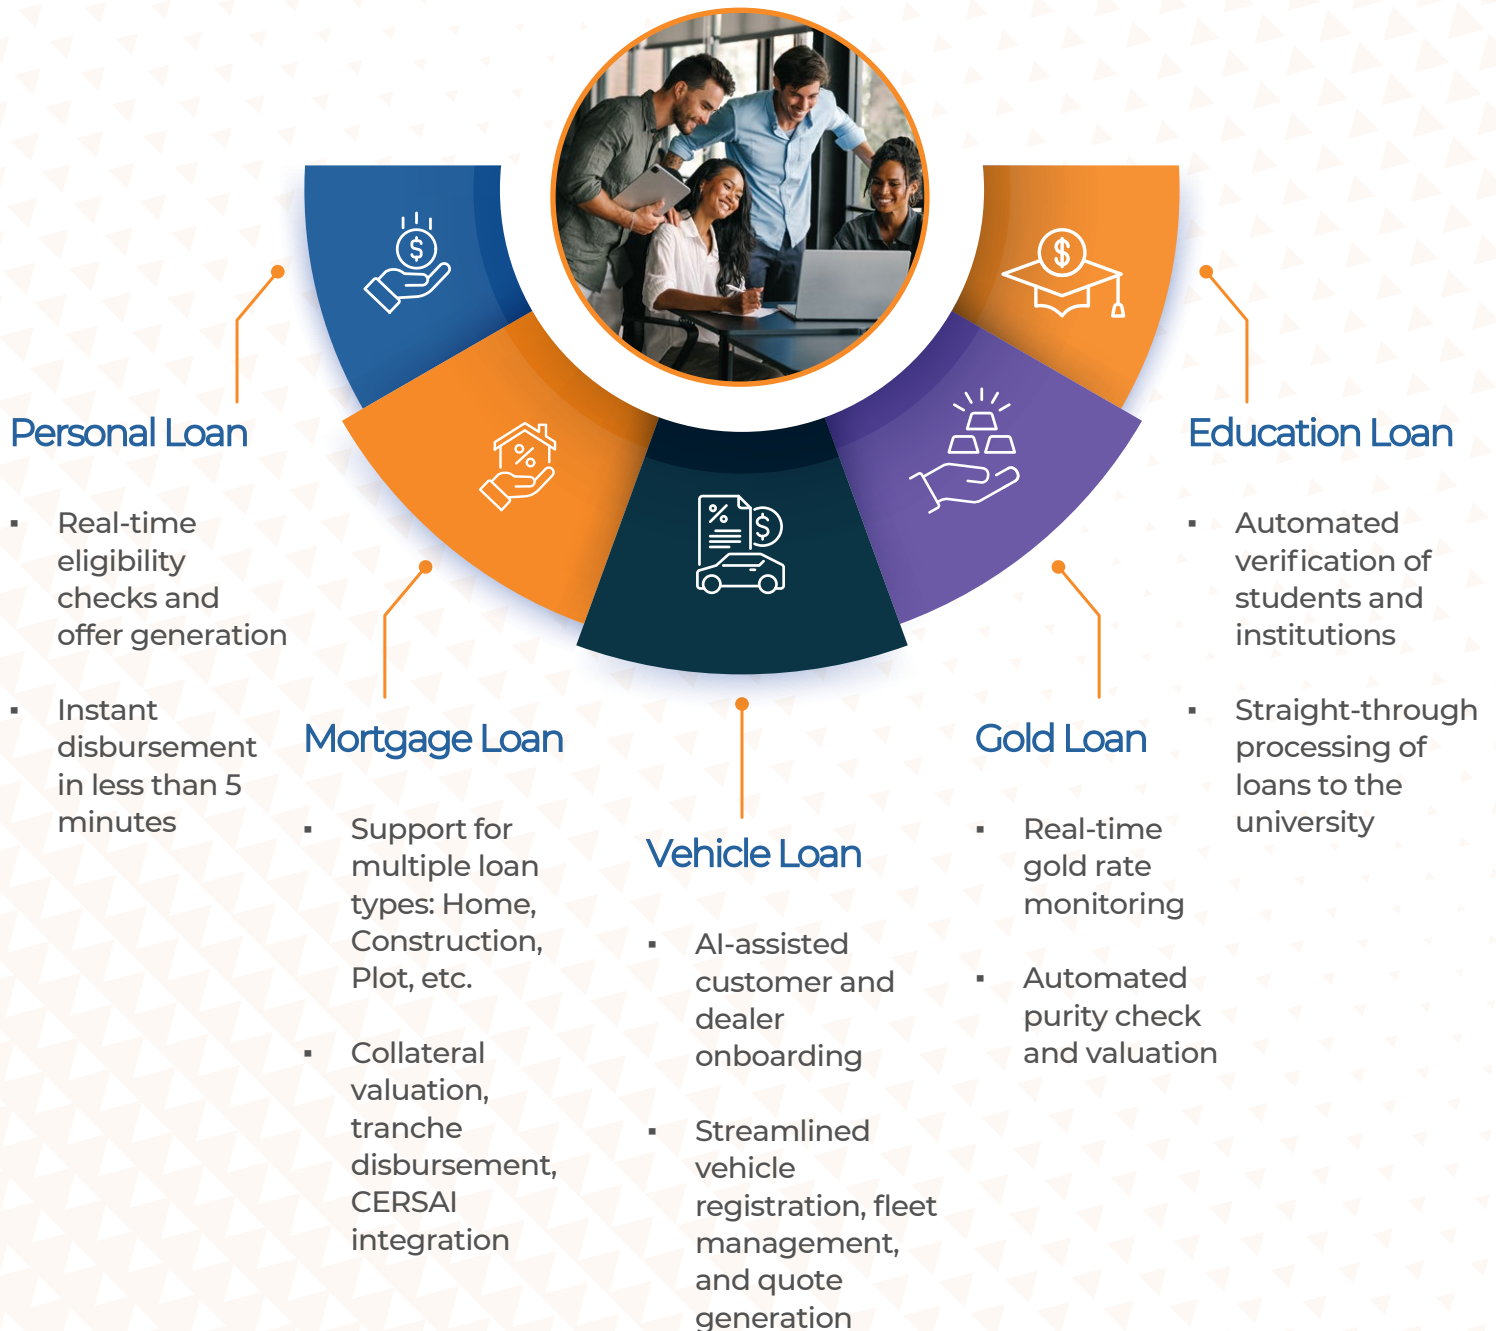 Personal Loan
▪ Real-time
eligibility
checks and
offer generation
▪ Instant
disbursement
in less than 5
minutes
Mortgage Loan
▪ Support for
multiple loan
types: Home,
Construction,
Plot, etc.
▪ Collateral
valuation,
tranche
disbursement,
CERSAI
integration
Vehicle Loan
▪ AI-assisted
customer and
dealer
onboarding
▪ Streamlined
vehicle
registration, fleet
management,
and quote
generation
Gold Loan
▪ Real-time
gold rate
monitoring
▪ Automated
purity check
and valuation
Education Loan
▪ Automated
verification of
students and
institutions
▪ Straight-through
processing of
loans to the
university